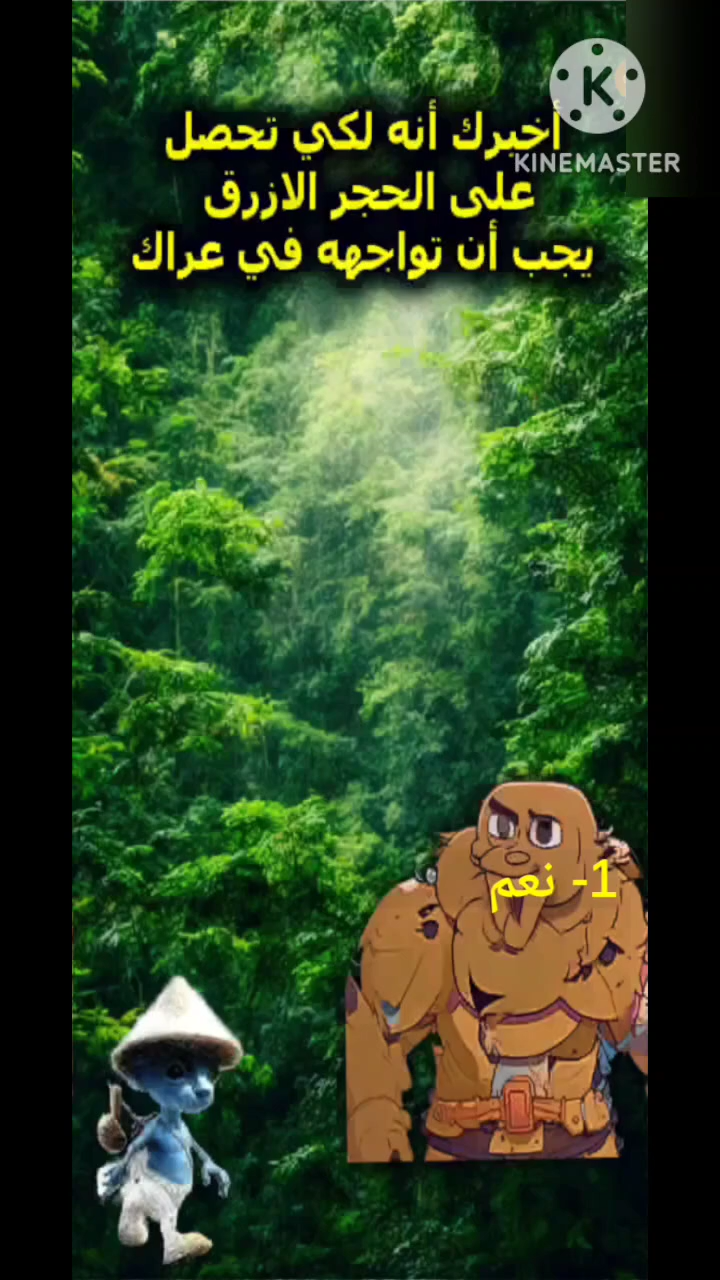 أخبرك أنه لكي تحصل
على الحجر الازرق
يجب أن تواجهه في عراك
K
KINEMASTER
1- نعم